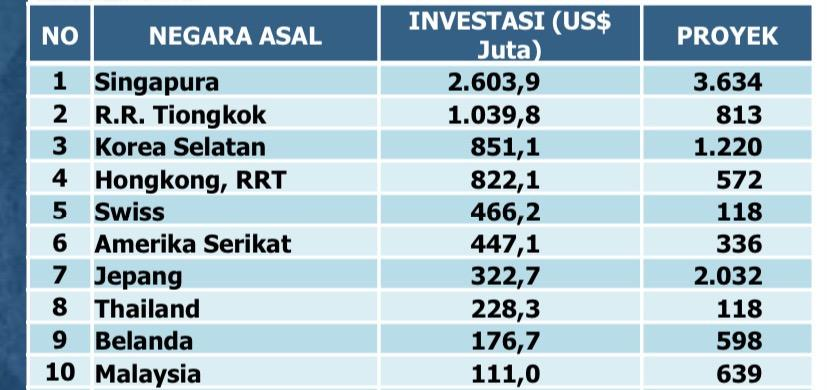 NO NEGARA ASAL INVESTASI (US$ Juta) PROYEK
1 Singapura 2.603,9 3.634
2 R.R. Tiongkok 1.039,8 813
3 Korea Selatan 851,1 1.220
4 Hongkong, RRT 822,1 572
5 Swiss 466,2 118
6 Amerika Serikat 447,1 336
7 Jepang 322,7 2.032
8 Thailand 228,3 118
9 Belanda 176,7 598
10 Malaysia 111,0 639